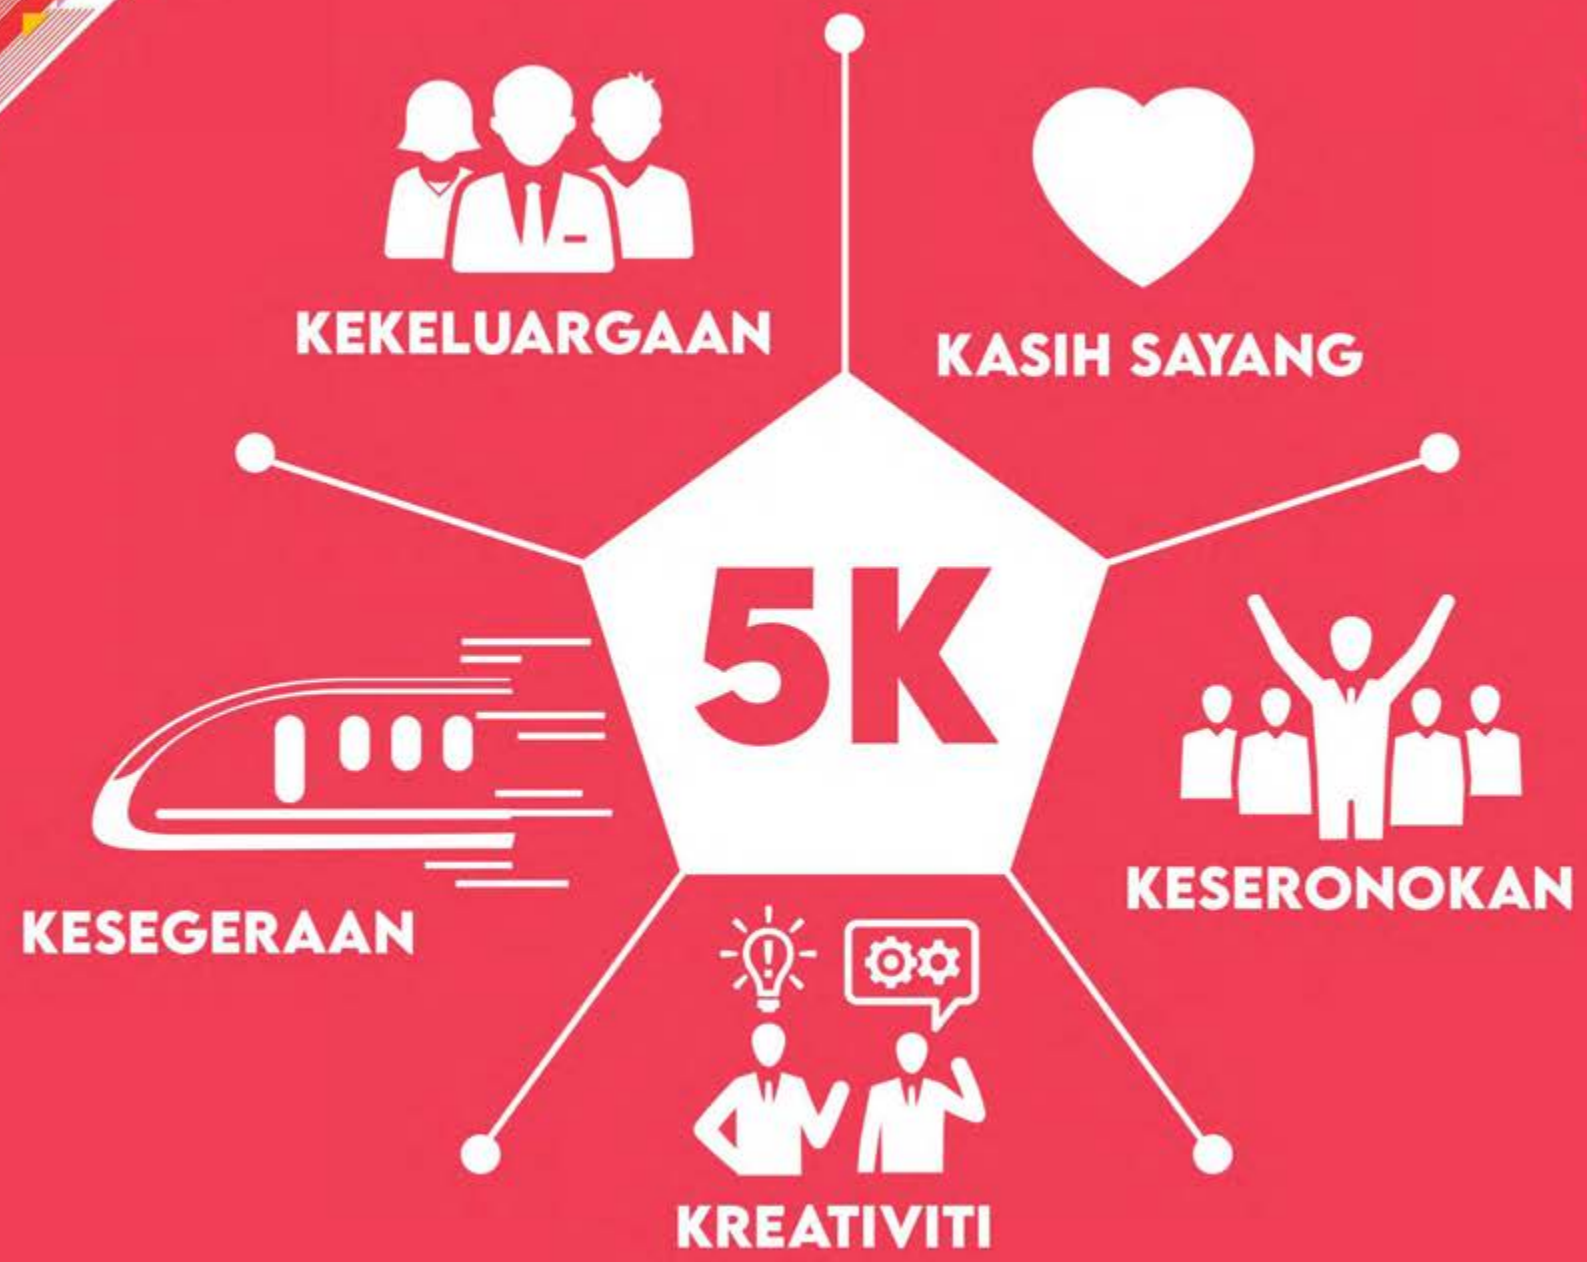 KEKELUARGAAN
KASIH SAYANG
5K
KESEGERAAN
KESERONOKAN
KREATIVITI